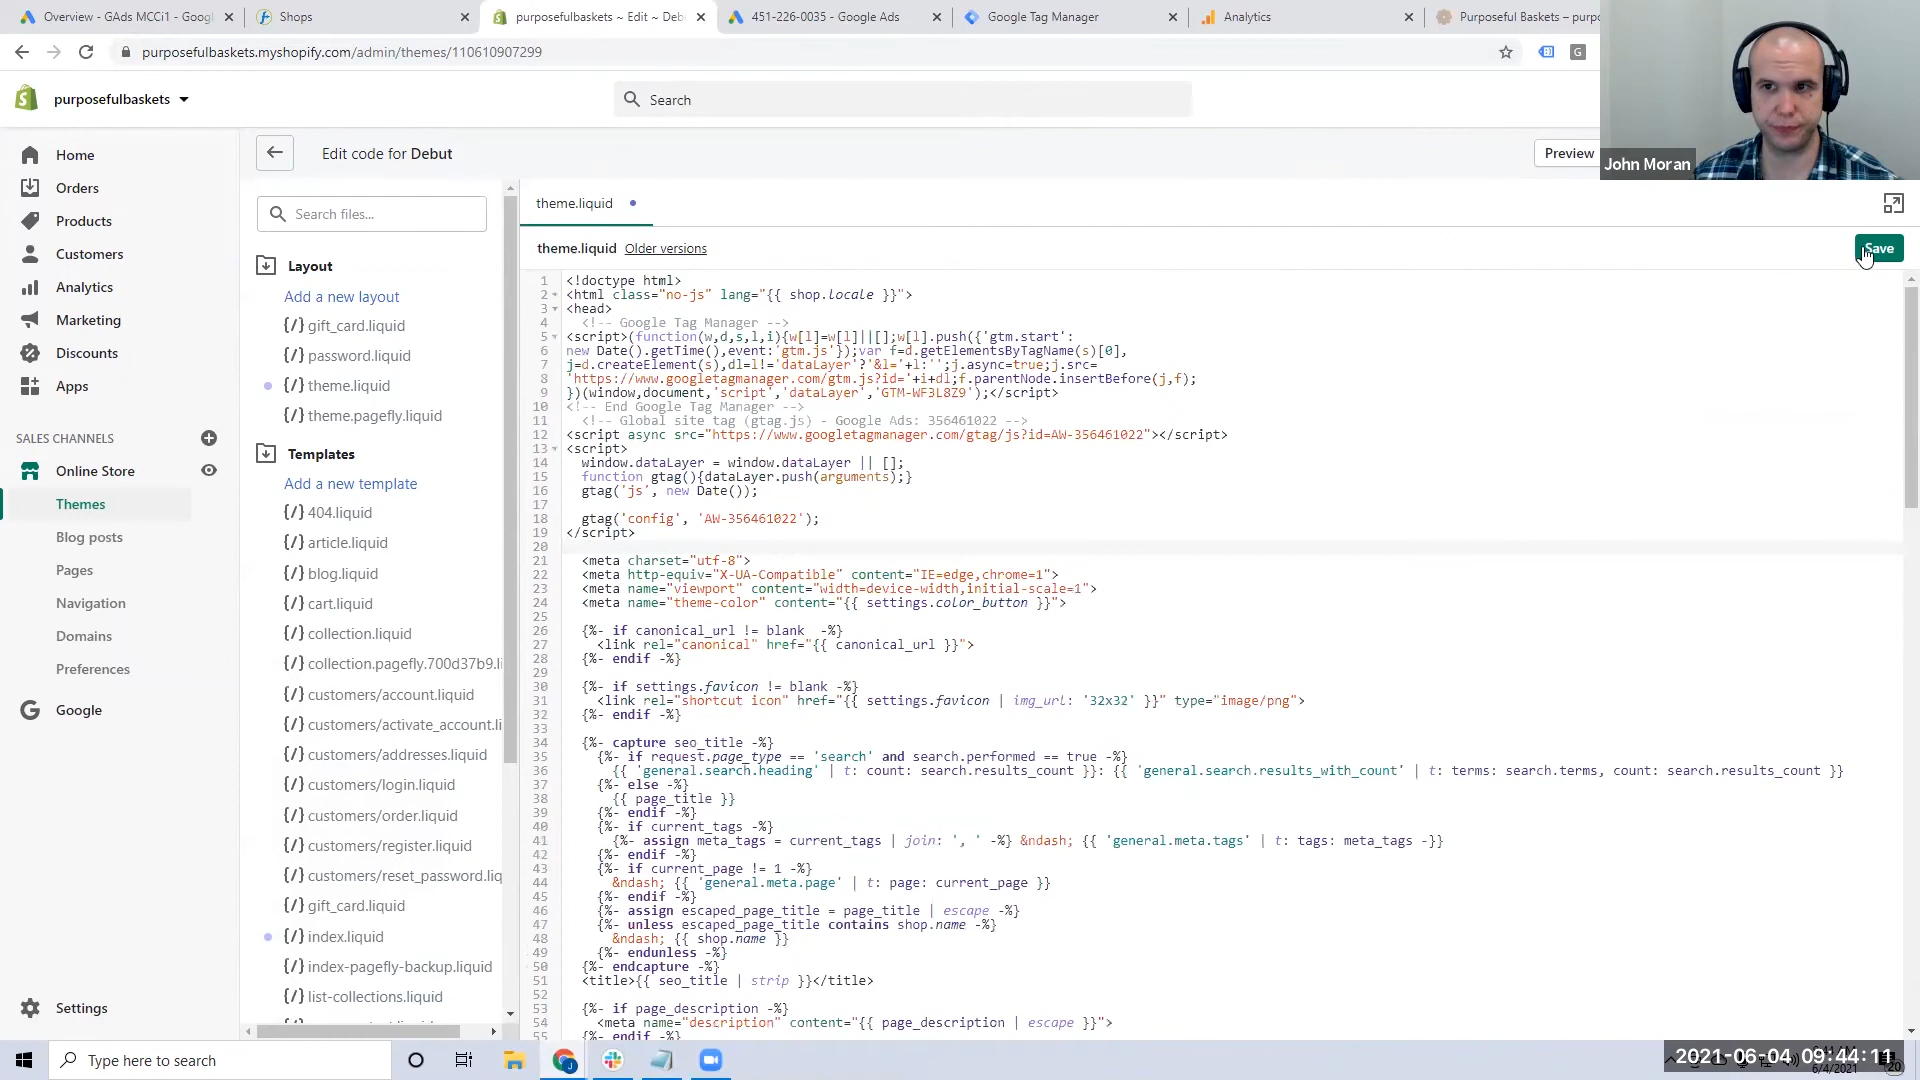 Overview - GAds MCCi1 - Googl
Shops
purposefulbaskets ~ Edit ~ Deb
451-226-0035 - Google Ads
Google Tag Manager
Analytics
Purposeful Baskets – purpo
purposefulbaskets.myshopify.com/admin/themes/110610907299
purposefulbaskets
Search
John Moran
Home
Orders
Products
Customers
Analytics
Marketing
Discounts
Apps
SALES CHANNELS
Online Store
Themes
Blog posts
Pages
Navigation
Domains
Preferences
Google
Settings
Edit code for Debut
Preview
Search files...
Layout
Add a new layout
{/} gift_card.liquid
{/} password.liquid
{/} theme.liquid
{/} theme.pagefly.liquid
Templates
Add a new template
{/} 404.liquid
{/} article.liquid
{/} blog.liquid
{/} cart.liquid
{/} collection.liquid
{/} collection.pagefly.700d37b9.li
{/} customers/account.liquid
{/} customers/activate_account.li
{/} customers/addresses.liquid
{/} customers/login.liquid
{/} customers/order.liquid
{/} customers/register.liquid
{/} customers/reset_password.liq
{/} gift_card.liquid
{/} index.liquid
{/} index-pagefly-backup.liquid
{/} list-collections.liquid
theme.liquid
theme.liquid Older versions
Save
1 <!doctype html>
2 <html class="no-js" lang="{{ shop.locale }}">
3 <head>
4 <!-- Google Tag Manager -->
5 <script>(function(w,d,s,l,i){w[l]=w[l]||[];w[l].push({'gtm.start':
6 new Date().getTime(),event:'gtm.js'});var f=d.getElementsByTagName(s)[0],
7 j=d.createElement(s),dl=l!='dataLayer'?'&l='+l:'';j.async=true;j.src=
8 'https://www.googletagmanager.com/gtm.js?id='+i+dl;f.parentNode.insertBefore(j,f);
9 })(window,document,'script','dataLayer','GTM-WF3L8Z9');</script>
10 <!-- End Google Tag Manager -->
11 <!-- Global site tag (gtag.js) - Google Ads: 356461022 -->
12 <script async src="https://www.googletagmanager.com/gtag/js?id=AW-356461022"></script>
13 <script>
14 window.dataLayer = window.dataLayer || [];
15 function gtag(){dataLayer.push(arguments);}
16 gtag('js', new Date());
17
18 gtag('config', 'AW-356461022');
19 </script>
20
21 <meta charset="utf-8">
22 <meta http-equiv="X-UA-Compatible" content="IE=edge,chrome=1">
23 <meta name="viewport" content="width=device-width,initial-scale=1">
24 <meta name="theme-color" content="{{ settings.color_button }}">
25
26 {%- if canonical_url != blank -%}
27 <link rel="canonical" href="{{ canonical_url }}">
28 {%- endif -%}
29
30 {%- if settings.favicon != blank -%}
31 <link rel="shortcut icon" href="{{ settings.favicon | img_url: '32x32' }}" type="image/png">
32 {%- endif -%}
33
34 {%- capture seo_title -%}
35 {%- if request.page_type == 'search' and search.performed == true -%}
36 {{ 'general.search.heading' | t: count: search.results_count }}: {{ 'general.search.results_with_count' | t: terms: search.terms, count: search.results_count }}
37 {%- else -%}
38 {{ page_title }}
39 {%- endif -%}
40 {%- if current_tags -%}
41 {%- assign meta_tags = current_tags | join: ', ' -%} &ndash; {{ 'general.meta.tags' | t: tags: meta_tags -}}
42 {%- endif -%}
43 {%- if current_page != 1 -%}
44 &ndash; {{ 'general.meta.page' | t: page: current_page }}
45 {%- endif -%}
46 {%- assign escaped_page_title = page_title | escape -%}
47 {%- unless escaped_page_title contains shop.name -%}
48 &ndash; {{ shop.name }}
49 {%- endunless -%}
50 {%- endcapture -%}
51 <title>{{ seo_title | strip }}</title>
52
53 {%- if page_description -%}
54 <meta name="description" content="{{ page_description | escape }}">
55 {%- endif -%}
Type here to search
2021-06-04 09:44:11
6/4/2021
20